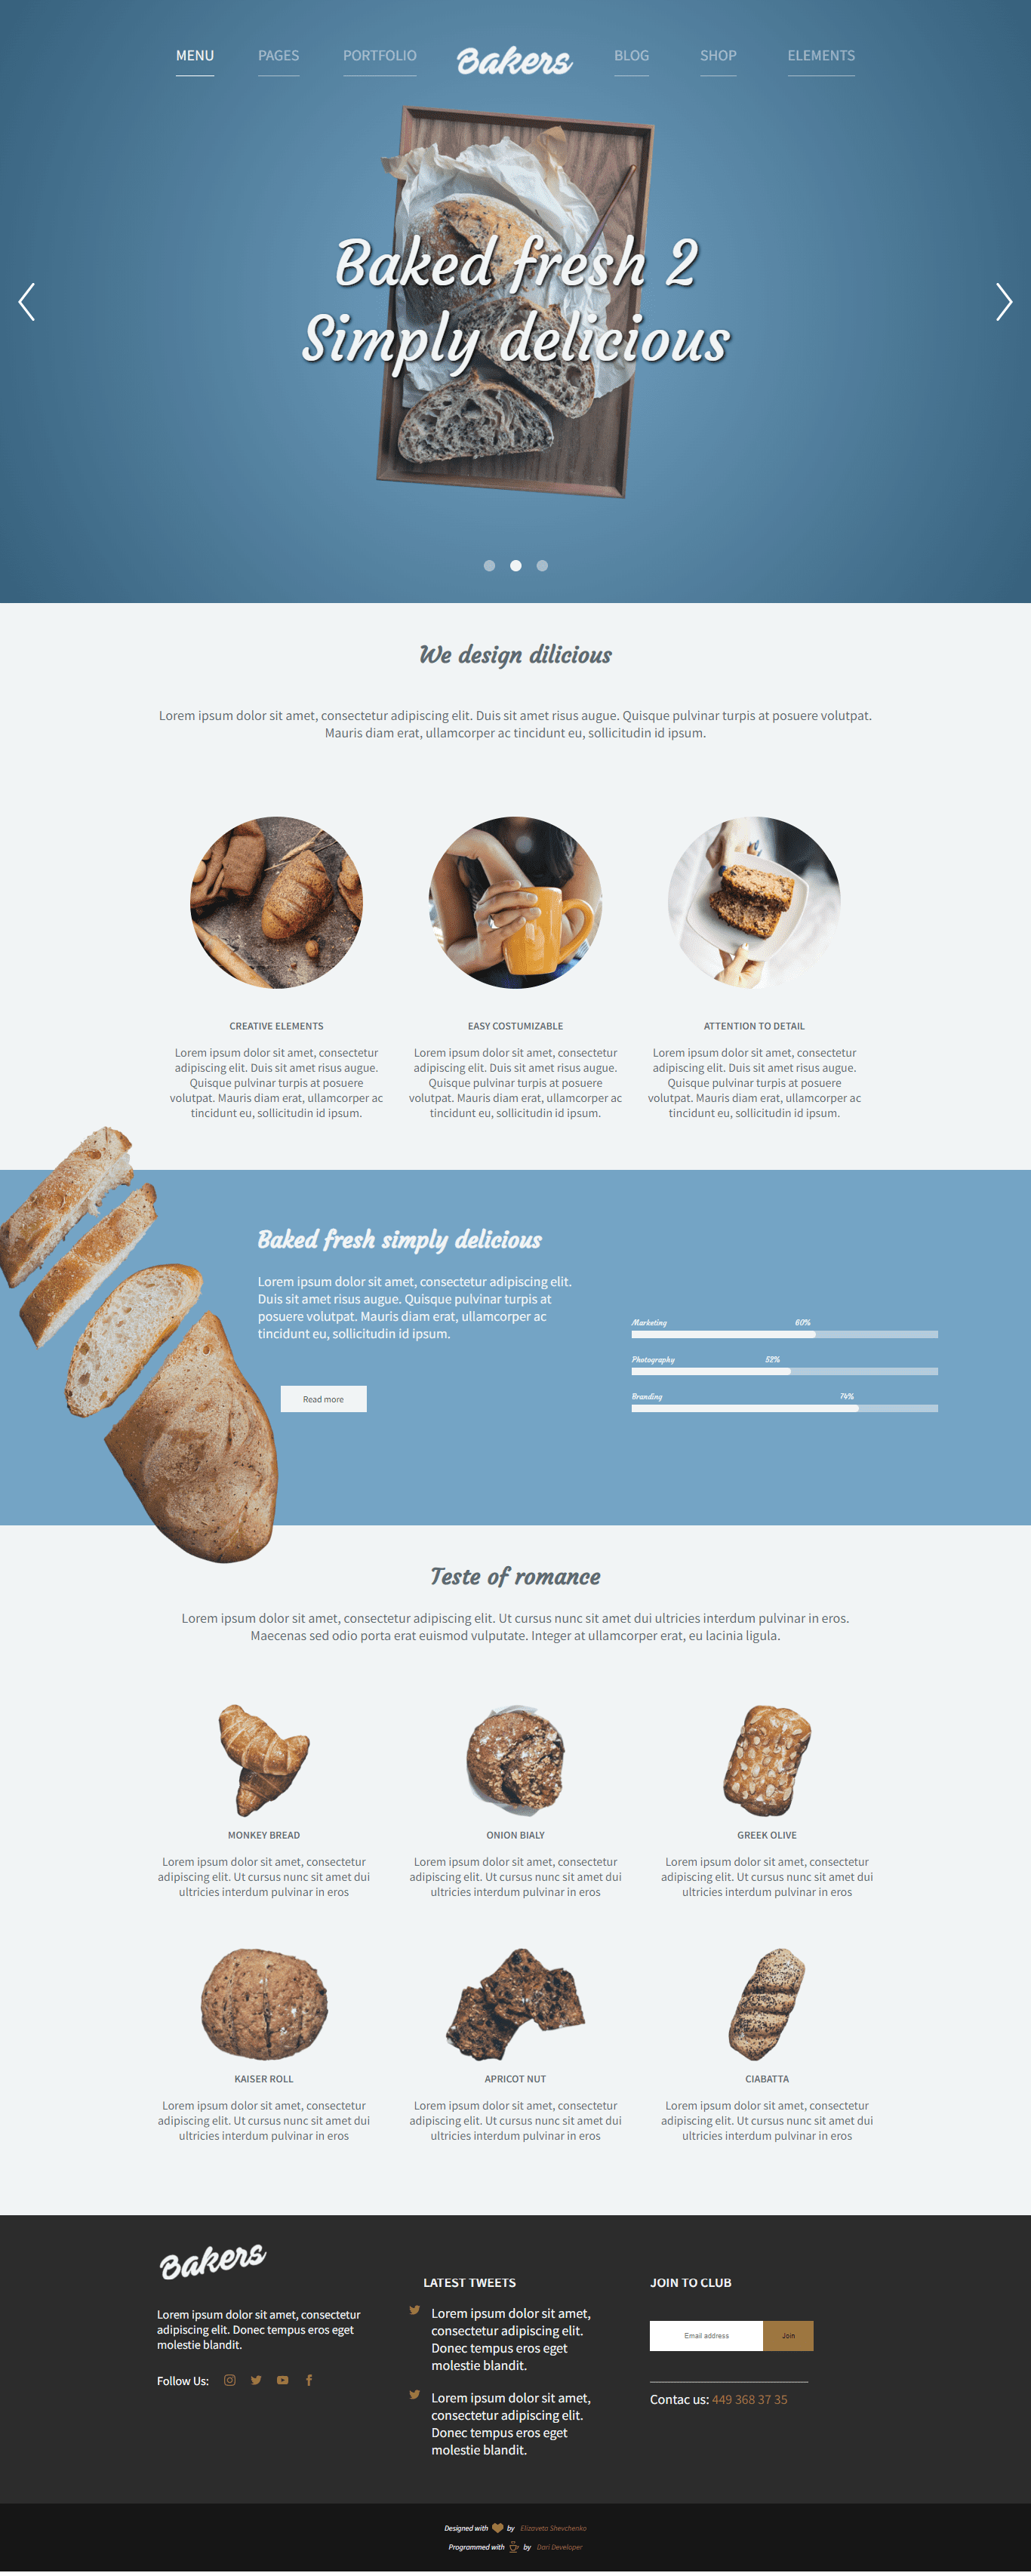 MENU PAGES PORTFOLIO Bakers BLOG SHOP ELEMENTS
Baked fresh 2
Simply delicious
We design dilicious
Lorem ipsum dolor sit amet, consectetur adipiscing elit. Duis sit amet risus augue. Quisque pulvinar turpis at posuere volutpat.
Mauris diam erat, ullamcorper ac tincidunt eu, sollicitudin id ipsum.
CREATIVE ELEMENTS
Lorem ipsum dolor sit amet, consectetur
adipiscing elit. Duis sit amet risus augue.
Quisque pulvinar turpis at posuere
volutpat. Mauris diam erat, ullamcorper ac
tincidunt eu, sollicitudin id ipsum.
EASY COSTUMIZABLE
Lorem ipsum dolor sit amet, consectetur
adipiscing elit. Duis sit amet risus augue.
Quisque pulvinar turpis at posuere
volutpat. Mauris diam erat, ullamcorper ac
tincidunt eu, sollicitudin id ipsum.
ATTENTION TO DETAIL
Lorem ipsum dolor sit amet, consectetur
adipiscing elit. Duis sit amet risus augue.
Quisque pulvinar turpis at posuere
volutpat. Mauris diam erat, ullamcorper ac
tincidunt eu, sollicitudin id ipsum.
Baked fresh simply delicious
Lorem ipsum dolor sit amet, consectetur adipiscing elit.
Duis sit amet risus augue. Quisque pulvinar turpis at
posuere volutpat. Mauris diam erat, ullamcorper ac
tincidunt eu, sollicitudin id ipsum.
Read more
Marketing 60%
Photography 52%
Branding 74%
Teste of romance
Lorem ipsum dolor sit amet, consectetur adipiscing elit. Ut cursus nunc sit amet dui ultricies interdum pulvinar in eros.
Maecenas sed odio porta erat euismod vulputate. Integer at ullamcorper erat, eu lacinia ligula.
MONKEY BREAD
Lorem ipsum dolor sit amet, consectetur
adipiscing elit. Ut cursus nunc sit amet dui
ultricies interdum pulvinar in eros
ONION BIALY
Lorem ipsum dolor sit amet, consectetur
adipiscing elit. Ut cursus nunc sit amet dui
ultricies interdum pulvinar in eros
GREEK OLIVE
Lorem ipsum dolor sit amet, consectetur
adipiscing elit. Ut cursus nunc sit amet dui
ultricies interdum pulvinar in eros
KAISER ROLL
Lorem ipsum dolor sit amet, consectetur
adipiscing elit. Ut cursus nunc sit amet dui
ultricies interdum pulvinar in eros
APRICOT NUT
Lorem ipsum dolor sit amet, consectetur
adipiscing elit. Ut cursus nunc sit amet dui
ultricies interdum pulvinar in eros
CIABATTA
Lorem ipsum dolor sit amet, consectetur
adipiscing elit. Ut cursus nunc sit amet dui
ultricies interdum pulvinar in eros
Bakers
Lorem ipsum dolor sit amet, consectetur
adipiscing elit. Donec tempus eros eget
molestie blandit.
Follow Us:
LATEST TWEETS
Lorem ipsum dolor sit amet,
consectetur adipiscing elit.
Donec tempus eros eget
molestie blandit.
Lorem ipsum dolor sit amet,
consectetur adipiscing elit.
Donec tempus eros eget
molestie blandit.
JOIN TO CLUB
Email address Join
Contac us: 449 368 37 35
Designed with by Elizaveta Shevchenko
Programmed with by Dari Developer